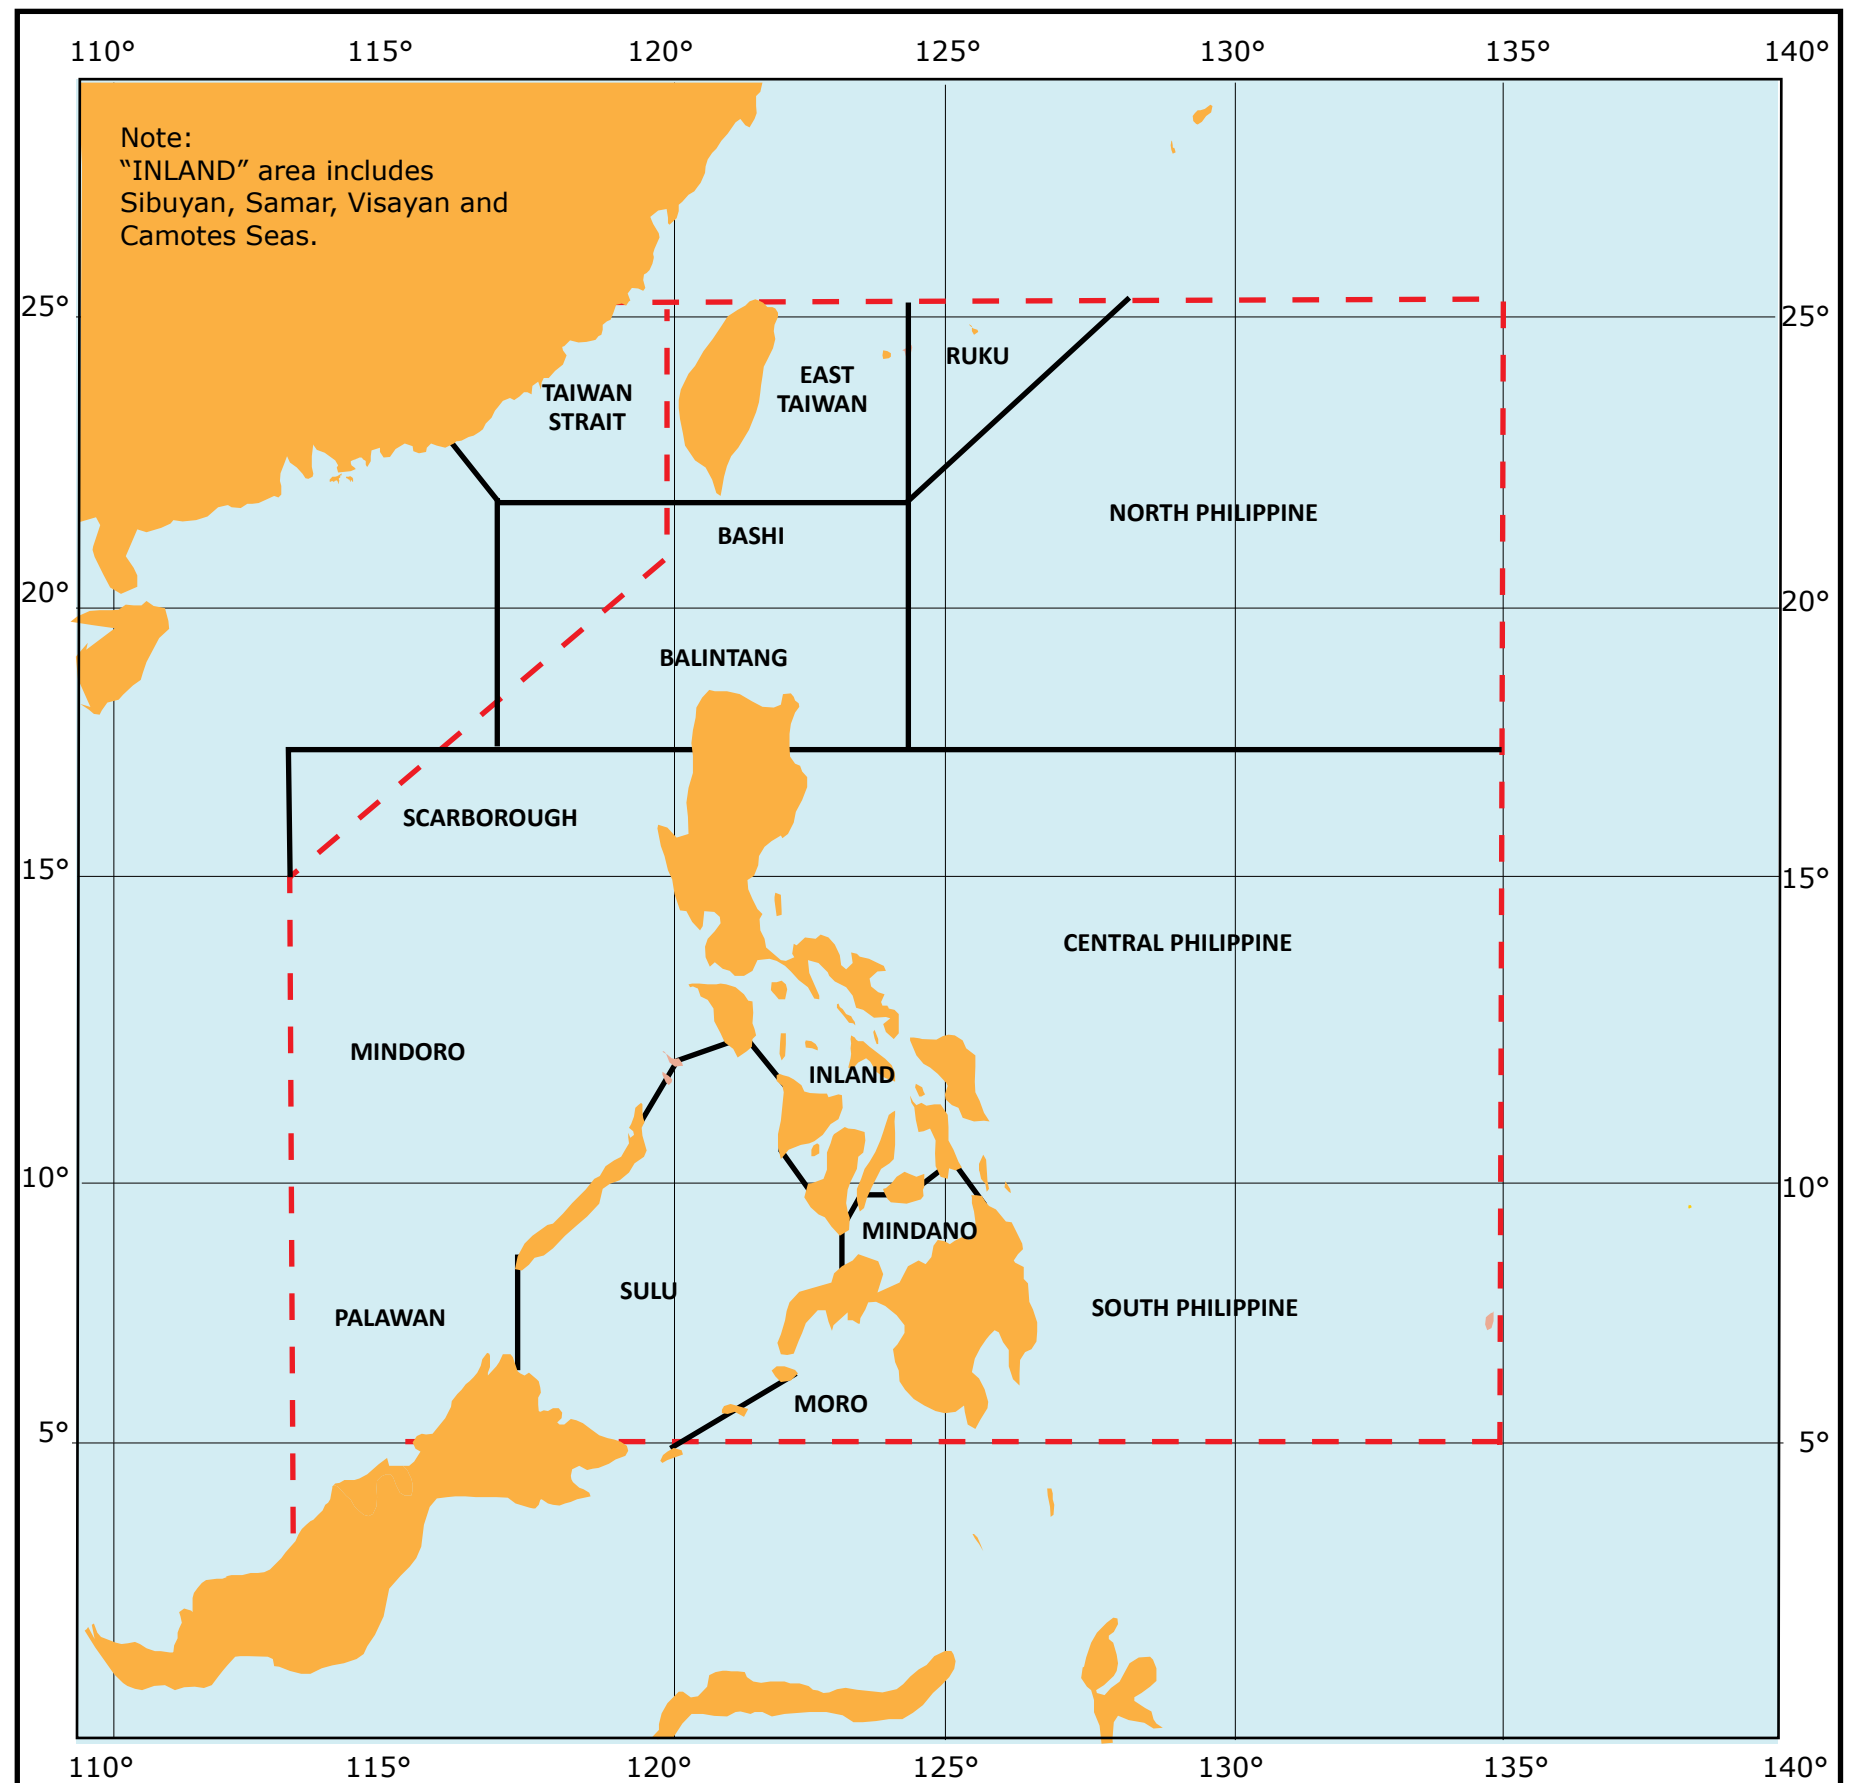 110° 115° 120° 125° 130° 135° 140°
Note:
“INLAND” area includes
Sibuyan, Samar, Visayan and
Camotes Seas.
25° 25°
RUKU
EAST
TAIWAN
TAIWAN
STRAIT
NORTH PHILIPPINE
BASHI
20° 20°
BALINTANG
SCARBOROUGH
15° 15°
CENTRAL PHILIPPINE
MINDORO
INLAND
10° 10°
MINDANO
SULU
SOUTH PHILIPPINE
PALAWAN
MORO
5° 5°
110° 115° 120° 125° 130° 135° 140°